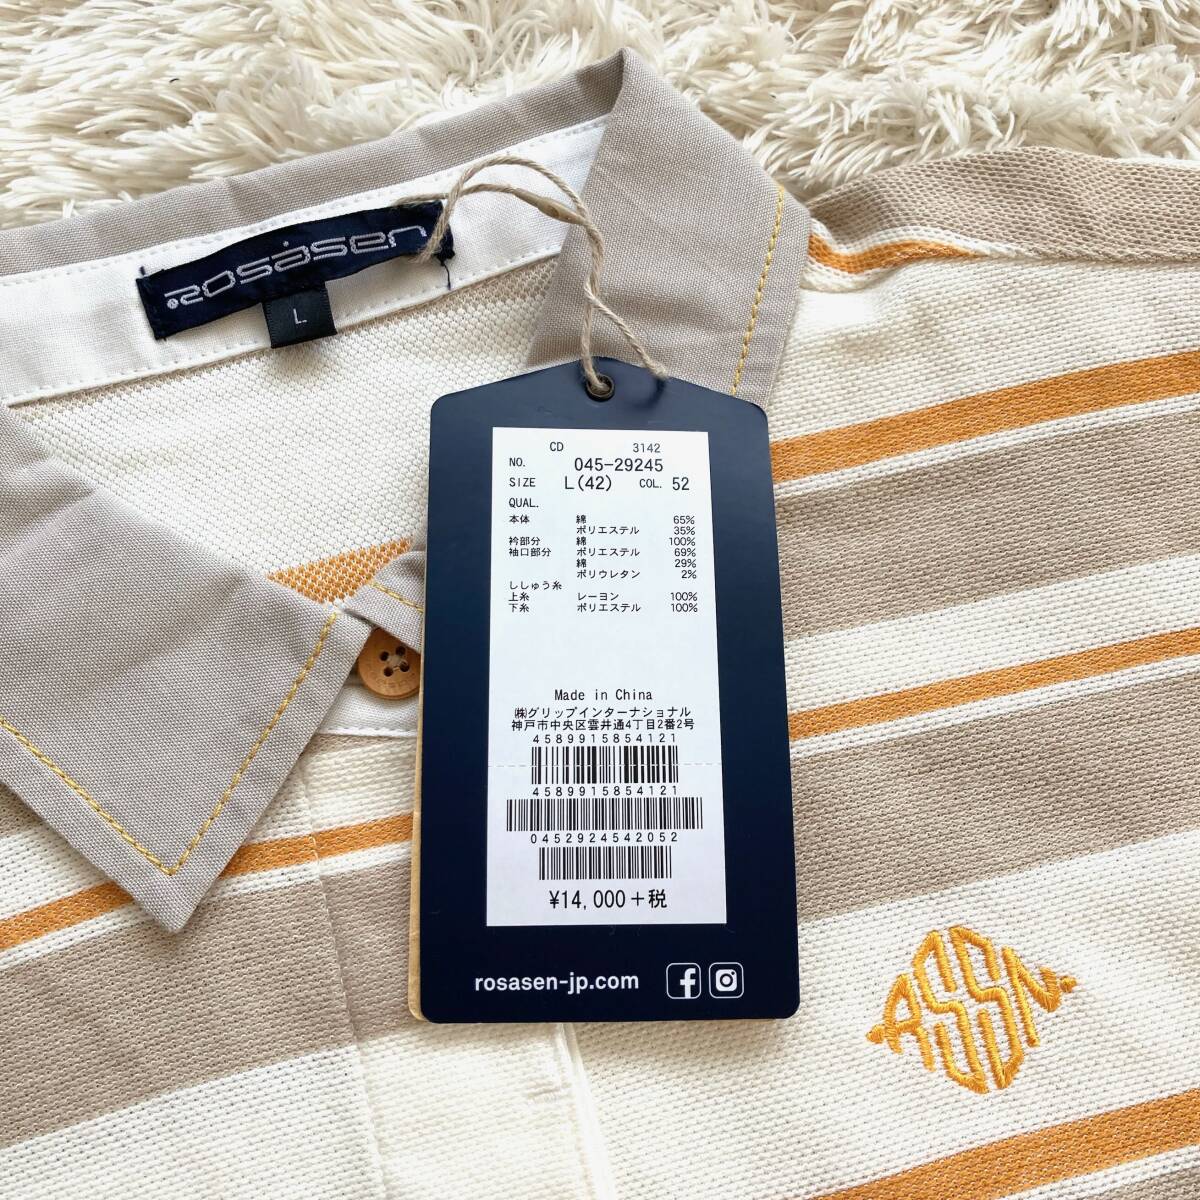 rosasen
L
CD 3142
NO. 045-29245
SIZE L(42) COL. 52
QUAL.
本体 綿 65%
ポリエステル 35%
衿部分 綿 100%
袖口部分 ポリエステル 69%
綿 29%
ポリウレタン 2%
ししゅう糸
上糸 レーヨン 100%
下糸 ポリエステル 100%
Made in China
㈱グリップインターナショナル
神戸市中央区雲井通4丁目2番2号
4589915854121
4589915854121
0452924542052
¥14,000+税
rosasen-jp.com